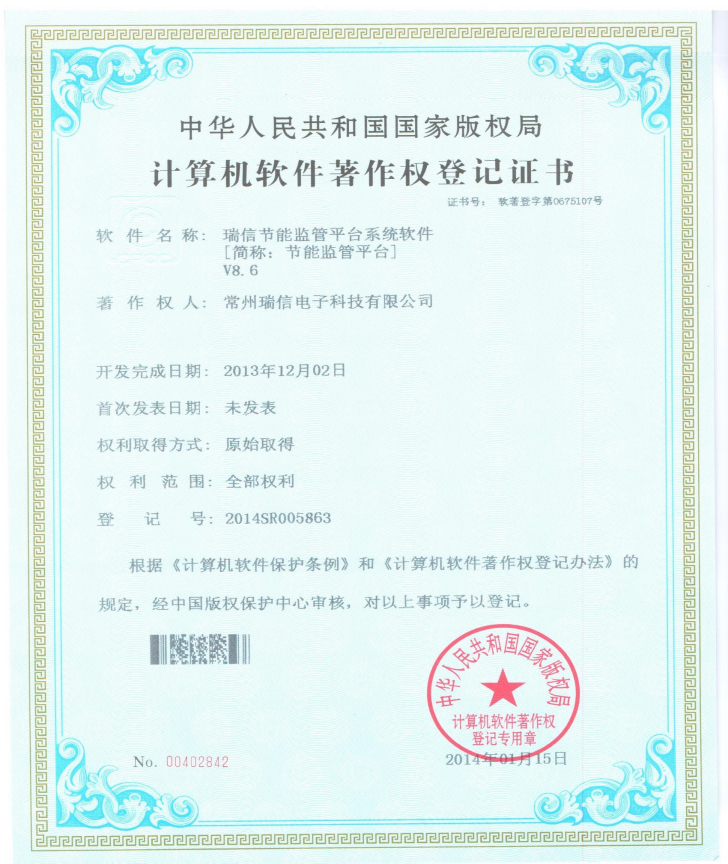 中华人民共和国国家版权局
计算机软件著作权登记证书
证书号： 软著登字第0675107号
软件名称： 瑞信节能监管平台系统软件
[简称：节能监管平台]
V8.6
著作权人： 常州瑞信电子科技有限公司
开发完成日期： 2013年12月02日
首次发表日期： 未发表
权利取得方式： 原始取得
权利范围： 全部权利
登记号： 2014SR005863
根据《计算机软件保护条例》和《计算机软件著作权登记办法》的
规定，经中国版权保护中心审核，对以上事项予以登记。
中华人民共和国国家版权局
计算机软件著作权
登记专用章
No. 00402842
2014年01月15日